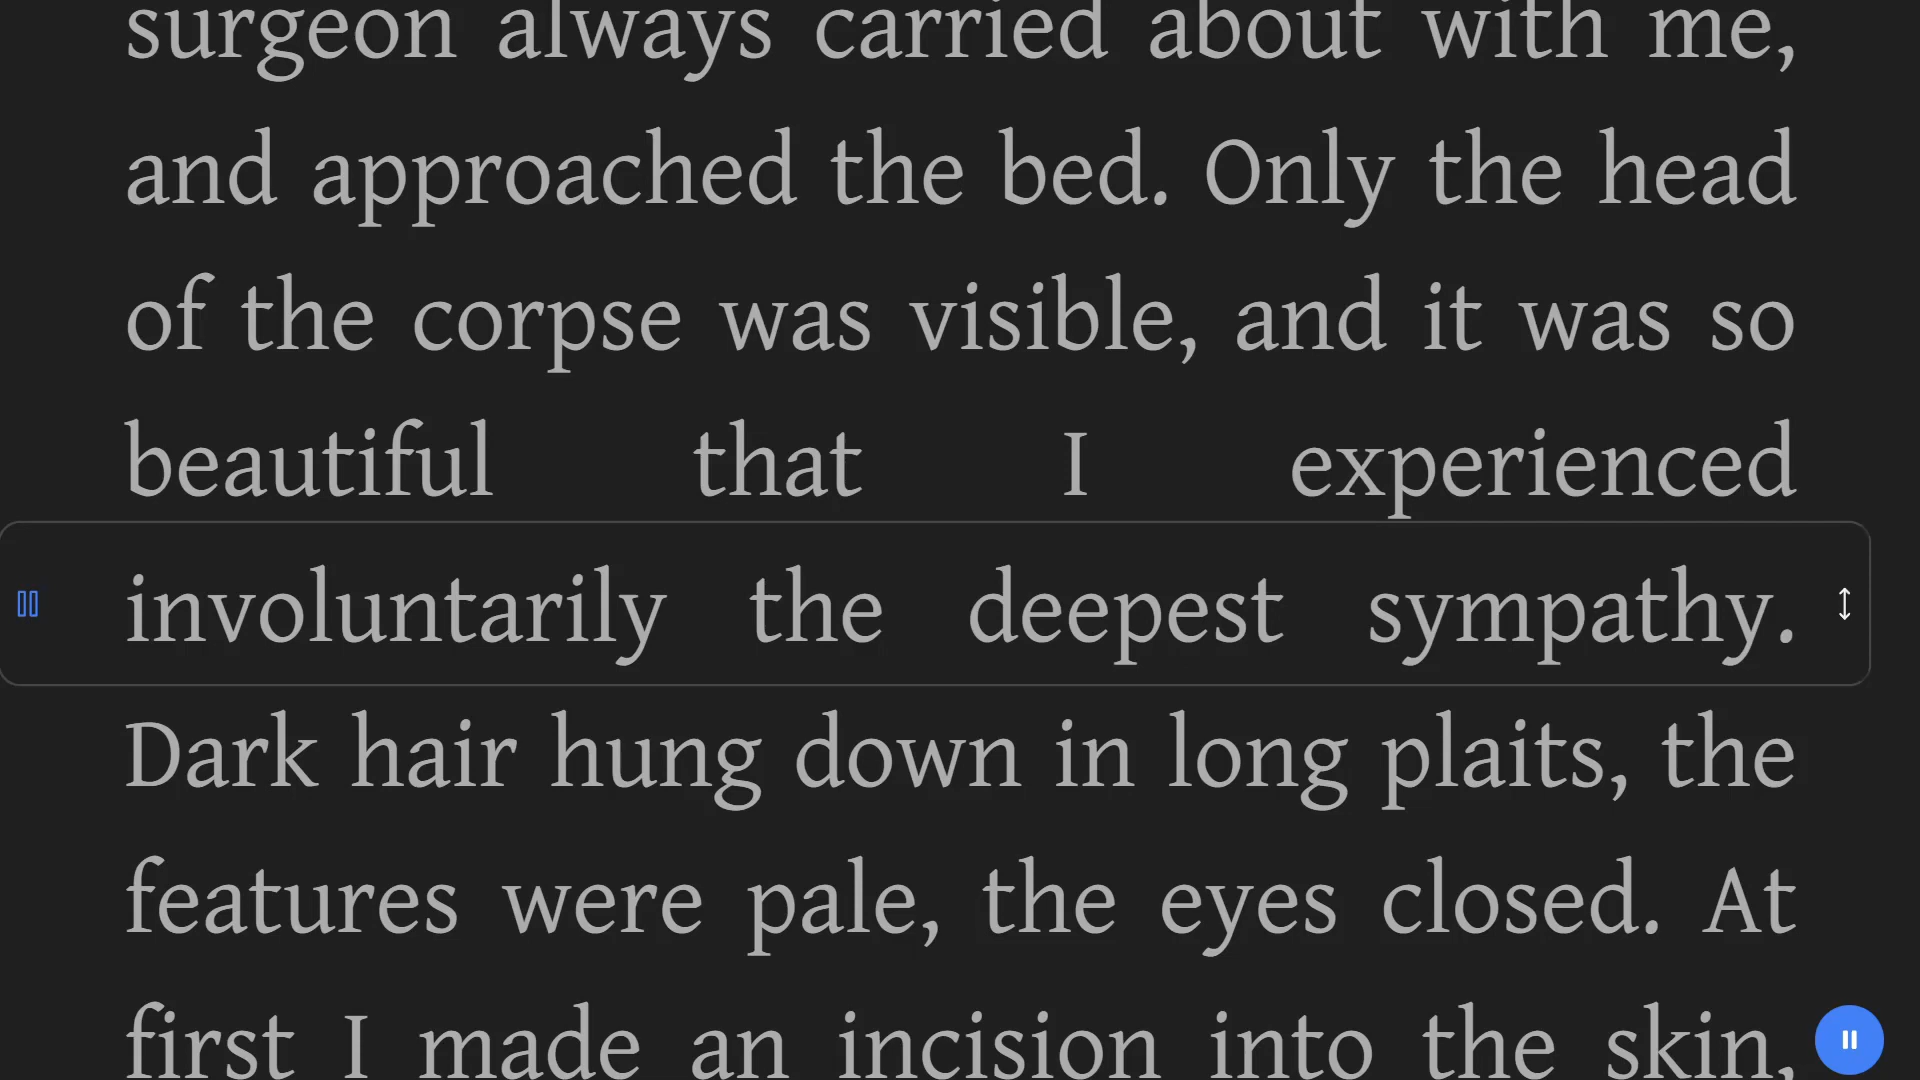 surgeon always carried about with me,
and approached the bed. Only the head
of the corpse was visible, and it was so
beautiful that I experienced
involuntarily the deepest sympathy.
Dark hair hung down in long plaits, the
features were pale, the eyes closed. At
first I made an incision into the skin,